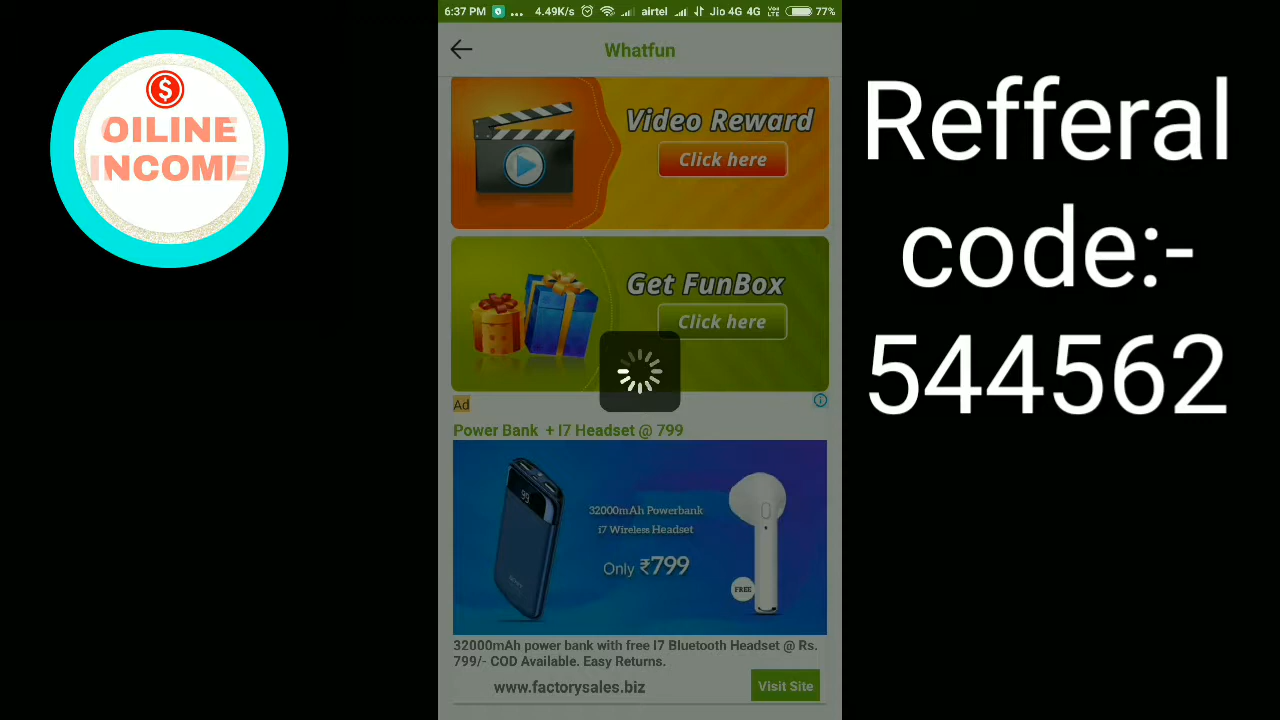 6:37 PM ... 4.49K/s airtel Jio 4G 4G VoLTE 77%
Whatfun
$
OILINE
INCOME
Video Reward
Click here
Get FunBox
Click here
Refferal
code:-
544562
Ad
Power Bank + I7 Headset @ 799
99
32000mAh Powerbank
i7 Wireless Headset
Only ₹799
FREE
32000mAh power bank with free I7 Bluetooth Headset @ Rs.
799/- COD Available. Easy Returns.
www.factorysales.biz
Visit Site